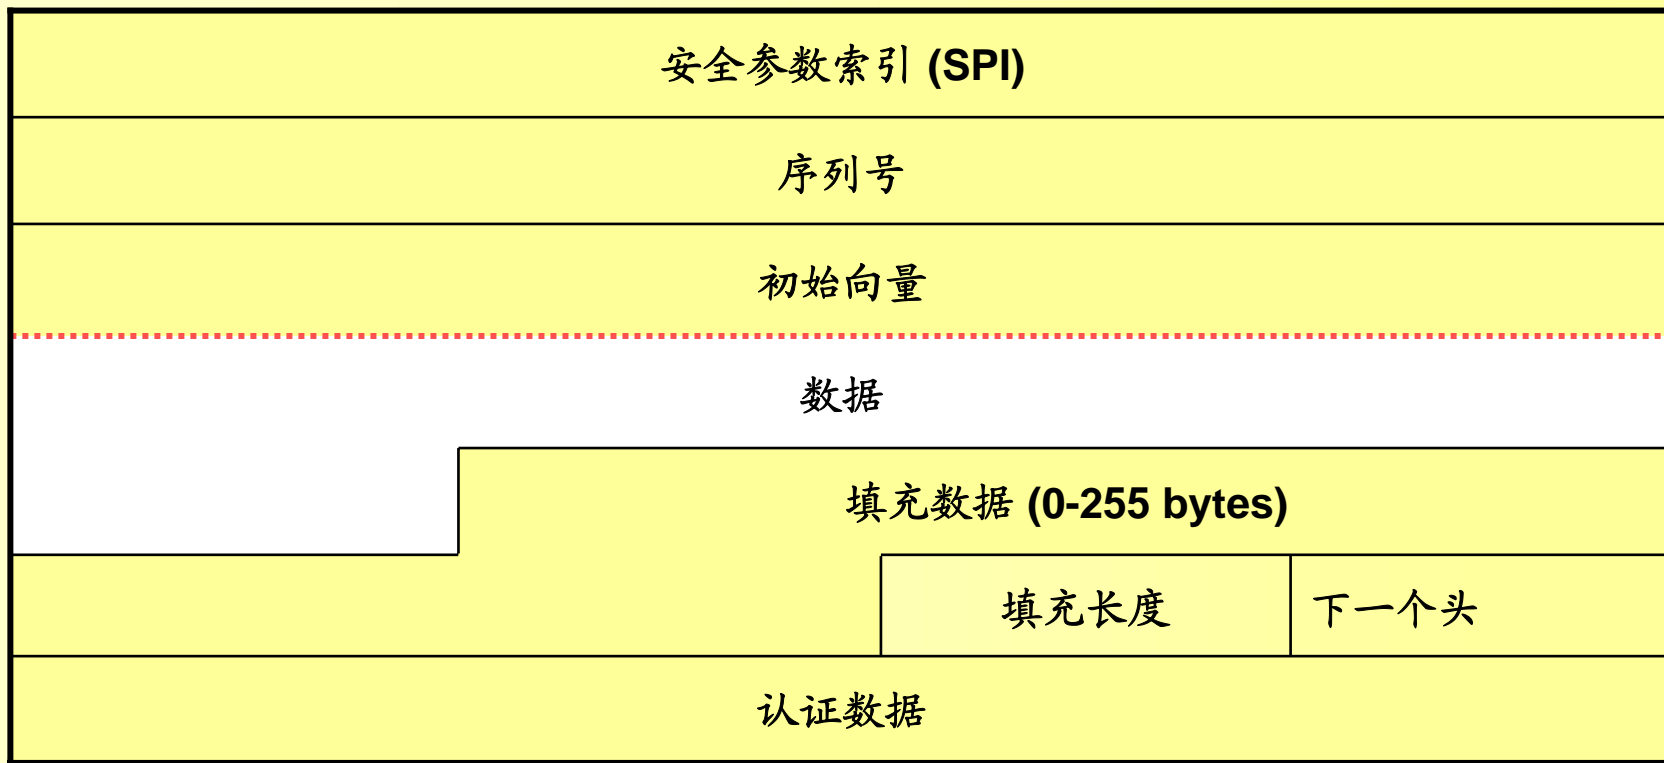 安全参数索引 (SPI)
序列号
初始向量
数据
填充数据 (0-255 bytes)
填充长度
下一个头
认证数据